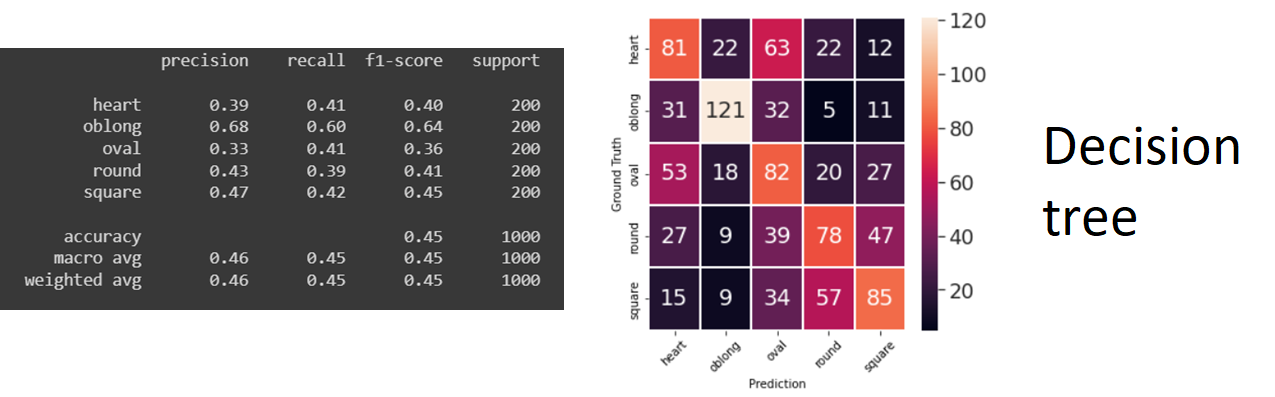 precision recall f1-score support
heart 0.39 0.41 0.40 200
oblong 0.68 0.60 0.64 200
oval 0.33 0.41 0.36 200
round 0.43 0.39 0.41 200
square 0.47 0.42 0.45 200
accuracy 0.45 1000
macro avg 0.46 0.45 0.45 1000
weighted avg 0.46 0.45 0.45 1000
Ground Truth
heart 81 22 63 22 12
oblong 31 121 32 5 11
oval 53 18 82 20 27
round 27 9 39 78 47
square 15 9 34 57 85
heart oblong oval round square
Prediction
120
100
80
60
40
20
Decision
tree